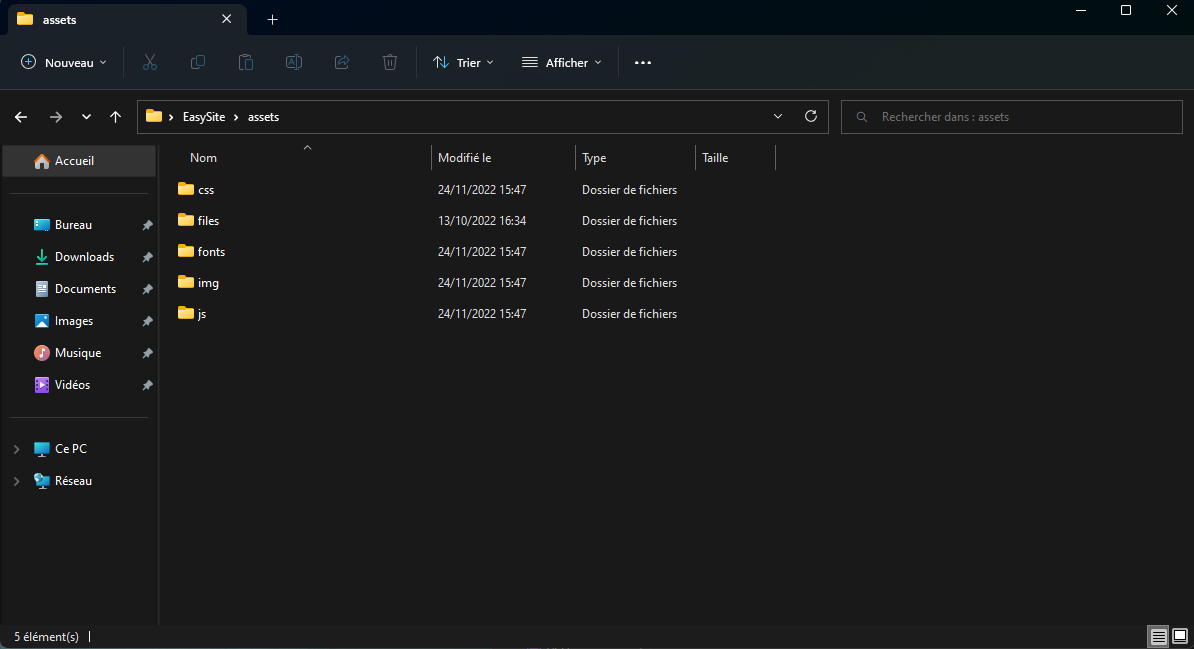 assets
Nouveau
Trier
Afficher
EasySite
assets
Rechercher dans : assets
Accueil
Bureau
Downloads
Documents
Images
Musique
Vidéos
Ce PC
Réseau
Nom Modifié le Type Taille
css 24/11/2022 15:47 Dossier de fichiers
files 13/10/2022 16:34 Dossier de fichiers
fonts 24/11/2022 15:47 Dossier de fichiers
img 24/11/2022 15:47 Dossier de fichiers
js 24/11/2022 15:47 Dossier de fichiers
5 élément(s)